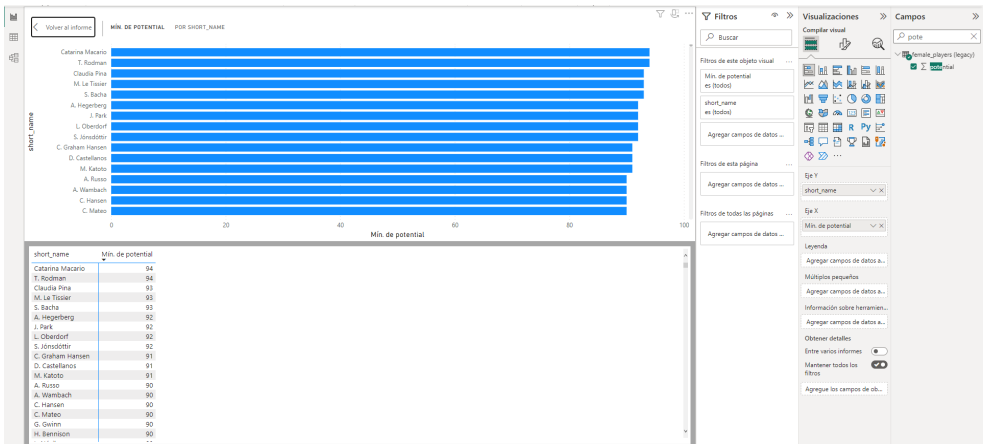 Volver al informe
MÍN. DE POTENTIAL POR SHORT_NAME
short_name
Catarina Macario
T. Rodman
Claudia Pina
M. Le Tissier
S. Bacha
A. Hegerberg
J. Park
L. Oberdorf
S. Jónsdóttir
C. Graham Hansen
D. Castellanos
M. Katoto
A. Russo
A. Wambach
C. Hansen
C. Mateo
0 20 40 60 80 100
Mín. de potential
short_name Mín. de potential
Catarina Macario 94
T. Rodman 94
Claudia Pina 93
M. Le Tissier 93
S. Bacha 93
A. Hegerberg 92
J. Park 92
L. Oberdorf 92
S. Jónsdóttir 92
C. Graham Hansen 91
D. Castellanos 91
M. Katoto 91
A. Russo 90
A. Wambach 90
C. Hansen 90
C. Mateo 90
G. Gwinn 90
H. Bennison 90
Filtros
Buscar
Filtros de este objeto visual ...
Mín. de potential
es (todos)
short_name
es (todos)
Agregar campos de datos ...
Filtros de esta página ...
Agregar campos de datos ...
Filtros de todas las páginas ...
Agregar campos de datos ...
Visualizaciones
Compilar visual
R Py
...
Eje Y
short_name
Eje X
Mín. de potential
Leyenda
Agregar campos de datos a...
Múltiplos pequeños
Agregar campos de datos a...
Información sobre herramien...
Agregar campos de datos a...
Obtener detalles
Entre varios informes
Mantener todos los
filtros
Agregue los campos de ob...
Campos
pote
female_players (legacy)
potential